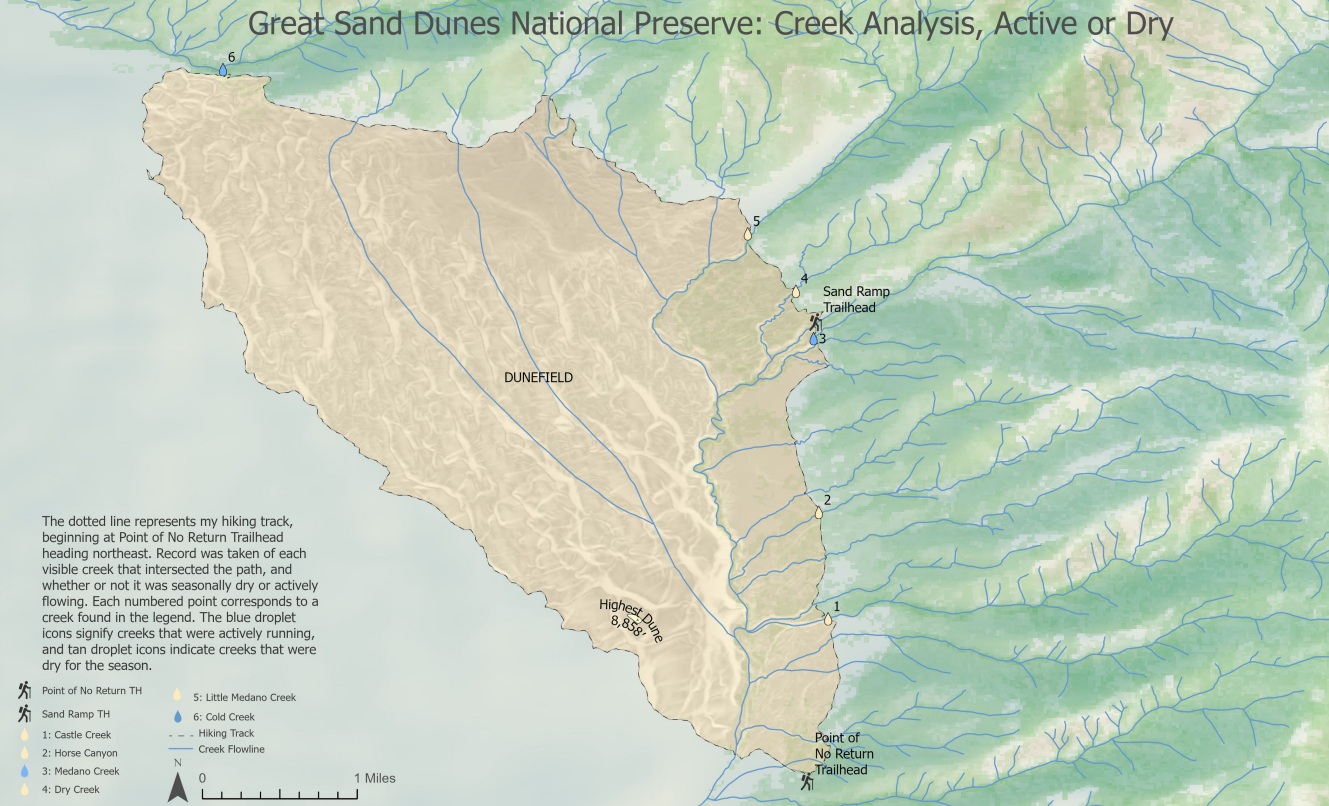 Great Sand Dunes National Preserve: Creek Analysis, Active or Dry
6
5
4
Sand Ramp
Trailhead
3
DUNEFIELD
2
1
Highest Dune
8,858'
Point of
No Return
Trailhead
The dotted line represents my hiking track,
beginning at Point of No Return Trailhead
heading northeast. Record was taken of each
visible creek that intersected the path, and
whether or not it was seasonally dry or actively
flowing. Each numbered point corresponds to a
creek found in the legend. The blue droplet
icons signify creeks that were actively running,
and tan droplet icons indicate creeks that were
dry for the season.
Point of No Return TH
Sand Ramp TH
1: Castle Creek
2: Horse Canyon
3: Medano Creek
4: Dry Creek
5: Little Medano Creek
6: Cold Creek
Hiking Track
Creek Flowline
N
0 1 Miles